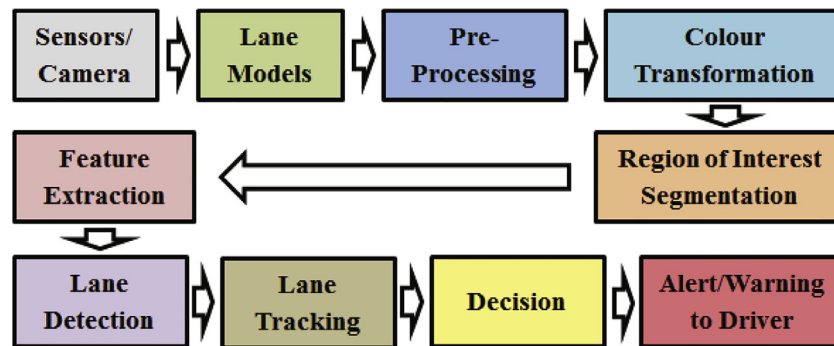 Sensors/
Camera
Lane
Models
Pre-
Processing
Colour
Transformation
Region of Interest
Segmentation
Feature
Extraction
Lane
Detection
Lane
Tracking
Decision
Alert/Warning
to Driver